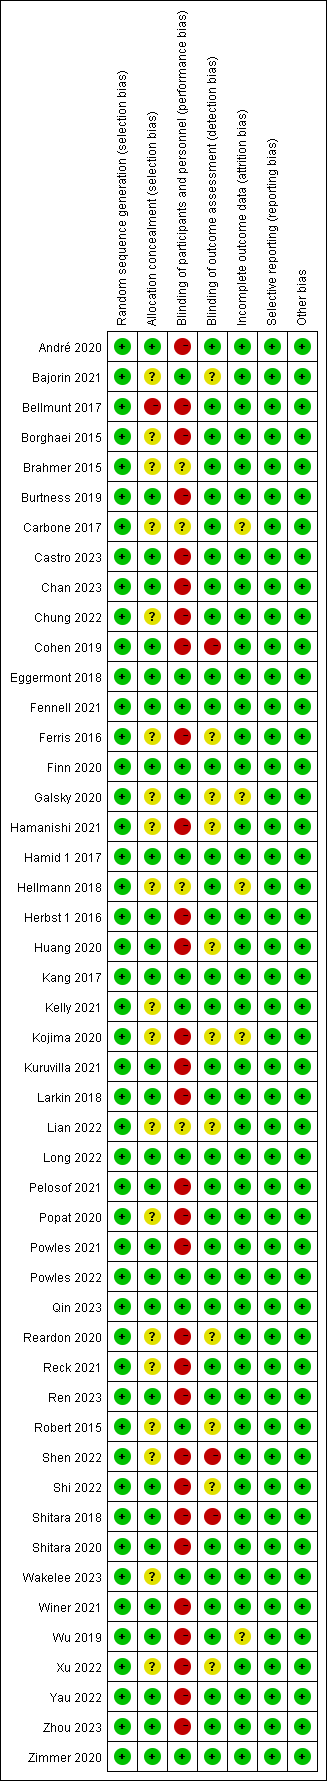 Random sequence generation (selection bias)
Allocation concealment (selection bias)
Blinding of participants and personnel (performance bias)
Blinding of outcome assessment (detection bias)
Incomplete outcome data (attrition bias)
Selective reporting (reporting bias)
Other bias
André 2020 + + - + + + +
Bajorin 2021 + ? + ? + + +
Bellmunt 2017 + - - + + + +
Borghaei 2015 + ? - + + + +
Brahmer 2015 + ? ? + + + +
Burtness 2019 + + - + + + +
Carbone 2017 + ? ? + ? + +
Castro 2023 + + - + + + +
Chan 2023 + + - + + + +
Chung 2022 + ? - + + + +
Cohen 2019 + + - - + + +
Eggermont 2018 + + + + + + +
Fennell 2021 + + + + + + +
Ferris 2016 + ? - ? + + +
Finn 2020 + + + + + + +
Galsky 2020 + ? + ? ? + +
Hamanishi 2021 + ? - ? + + +
Hamid 1 2017 + + + + + + +
Hellmann 2018 + ? ? + ? + +
Herbst 1 2016 + + - + + + +
Huang 2020 + + - ? + + +
Kang 2017 + + + + + + +
Kelly 2021 + ? + + + + +
Kojima 2020 + ? - ? ? + +
Kuruvilla 2021 + + - + + + +
Larkin 2018 + + - + + + +
Lian 2022 + ? ? ? + + +
Long 2022 + + + + + + +
Pelosof 2021 + + - + + + +
Popat 2020 + ? - + + + +
Powles 2021 + + - + + + +
Powles 2022 + + + + + + +
Qin 2023 + + + + + + +
Reardon 2020 + ? - ? + + +
Reck 2021 + ? - + + + +
Ren 2023 + + - + + + +
Robert 2015 + ? + ? + + +
Shen 2022 + ? - - + + +
Shi 2022 + + - ? + + +
Shitara 2018 + + - - + + +
Shitara 2020 + + - + + + +
Wakelee 2023 + ? + + + + +
Winer 2021 + + - + + + +
Wu 2019 + + - + ? + +
Xu 2022 + ? - ? + + +
Yau 2022 + + - + + + +
Zhou 2023 + + - + + + +
Zimmer 2020 + + + + + + +